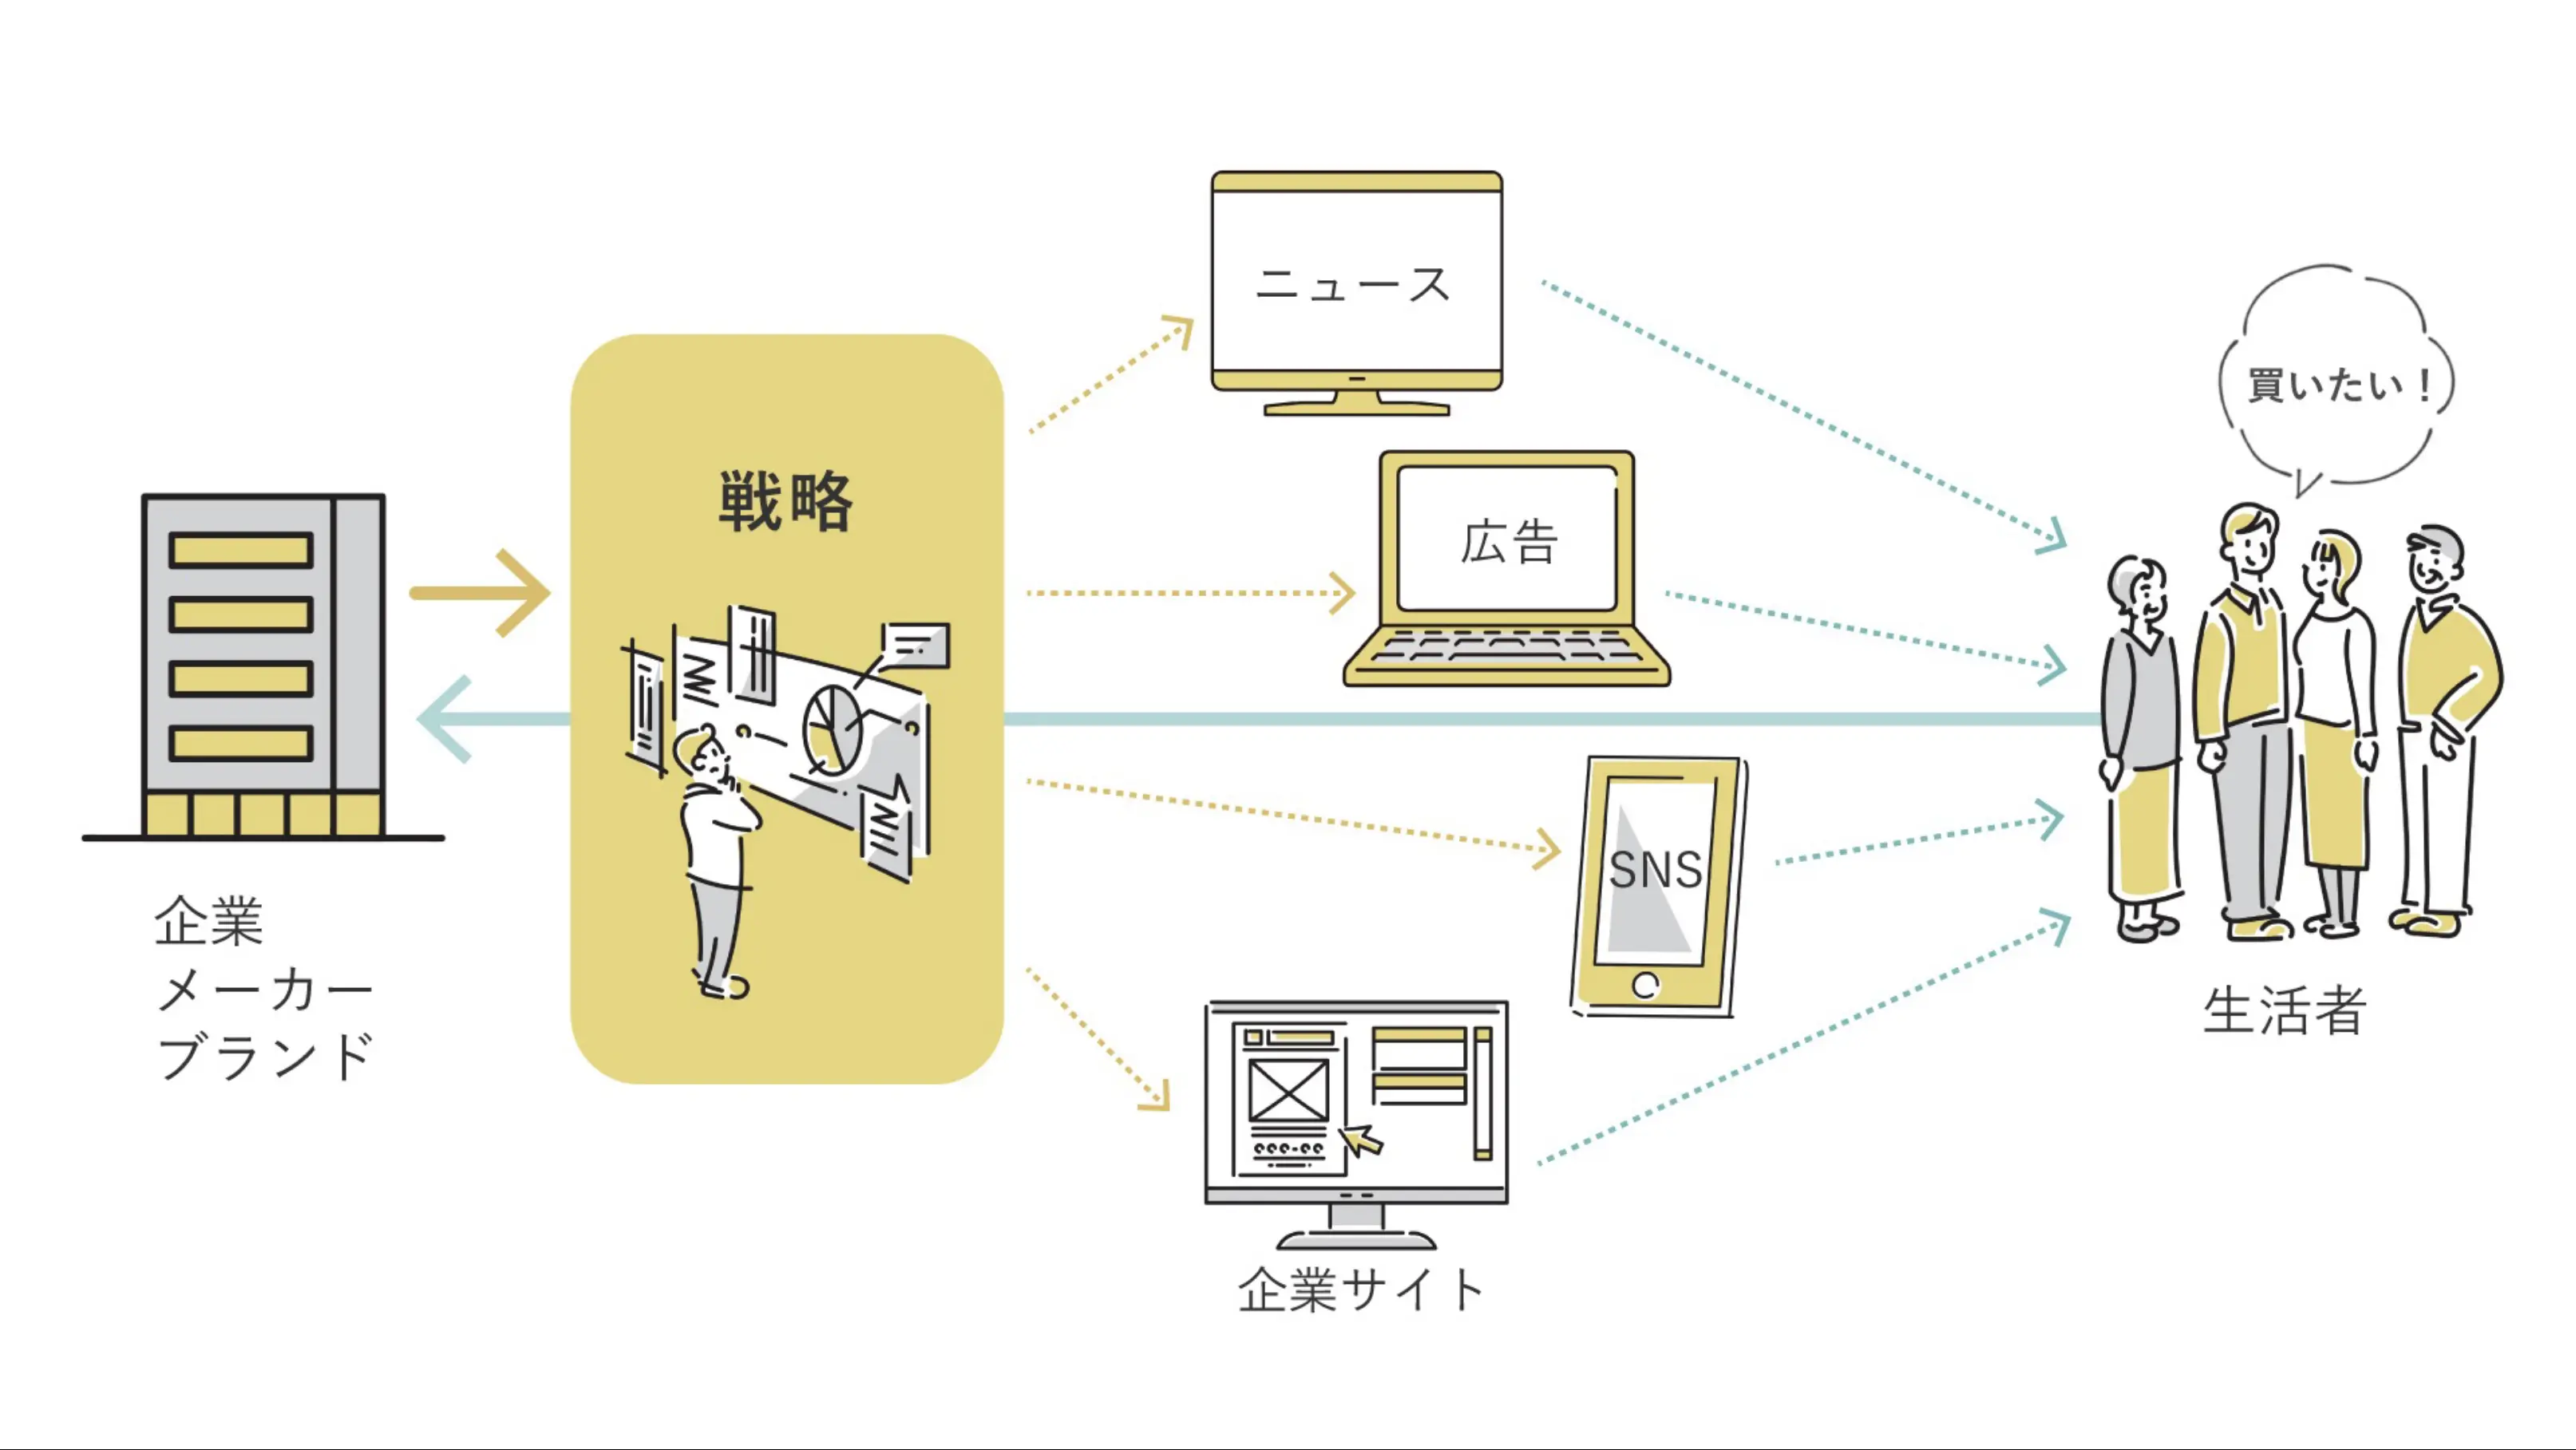 企業
メーカー
ブランド
戦略
ニュース
広告
SNS
企業サイト
買いたい！
生活者